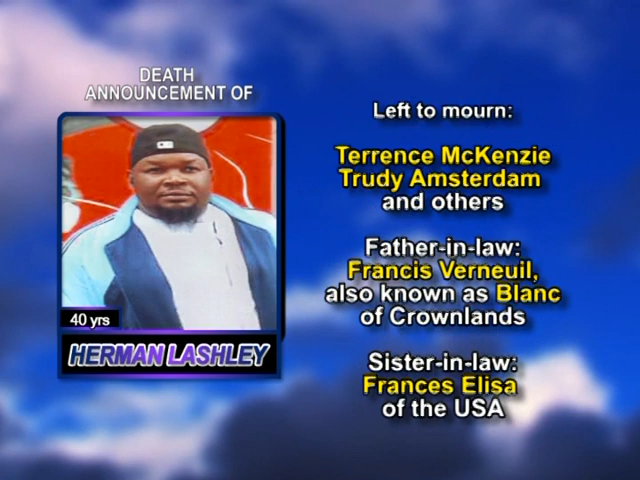 DEATH
ANNOUNCEMENT OF
40 yrs
HERMAN LASHLEY
Left to mourn:
Terrence McKenzie
Trudy Amsterdam
and others
Father-in-law:
Francis Verneuil,
also known as Blanc
of Crownlands
Sister-in-law:
Frances Elisa
of the USA